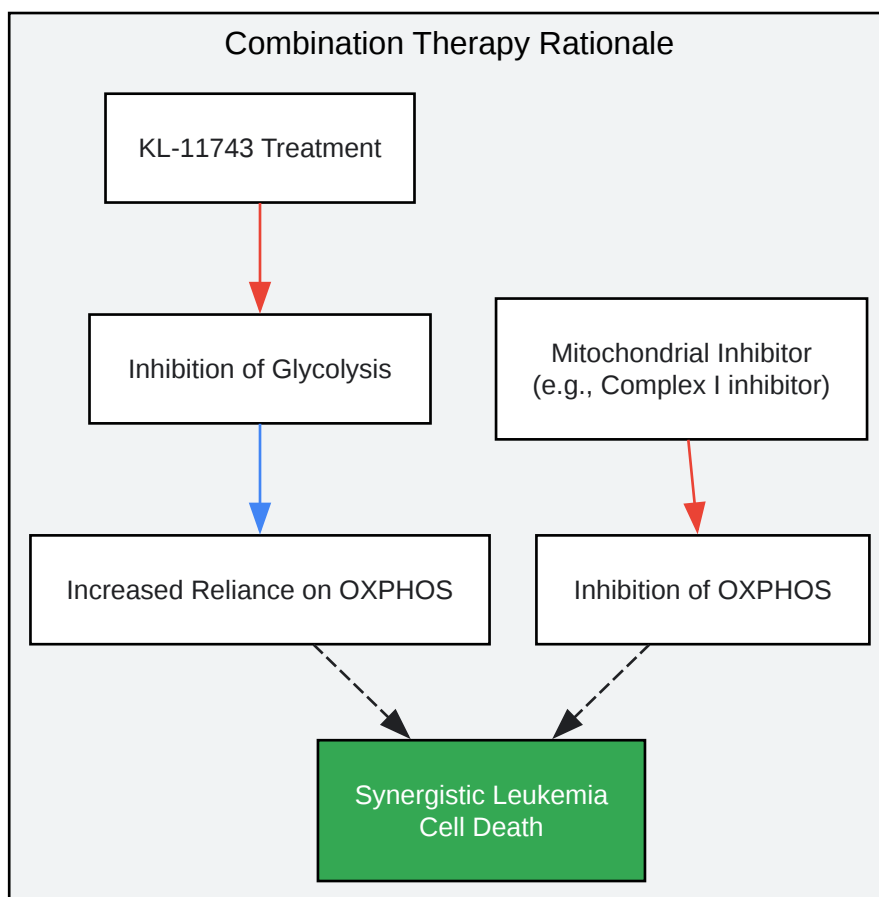 Combination Therapy Rationale
KL-11743 Treatment
Inhibition of Glycolysis
Mitochondrial Inhibitor
(e.g., Complex I inhibitor)
Increased Reliance on OXPHOS
Inhibition of OXPHOS
Synergistic Leukemia
Cell Death